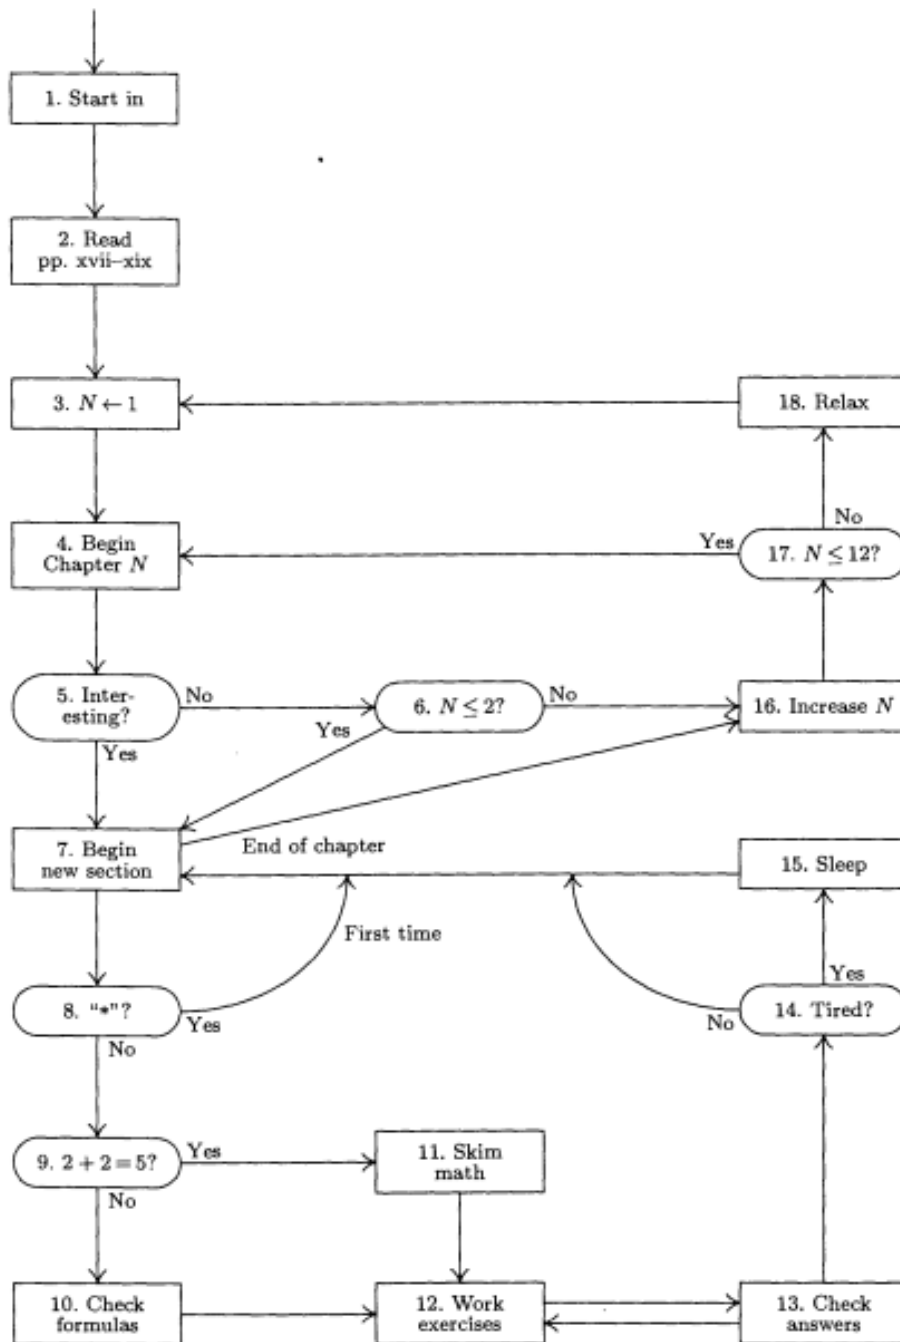 1. Start in
2. Read
pp. xvii–xix
3. N ← 1
18. Relax
No
4. Begin
Chapter N
Yes
17. N ≤ 12?
5. Inter-
esting?
No
6. N ≤ 2?
No
16. Increase N
Yes
Yes
7. Begin
new section
End of chapter
15. Sleep
First time
Yes
8. “*”?
Yes
14. Tired?
No
No
9. 2 + 2 = 5?
Yes
11. Skim
math
No
10. Check
formulas
12. Work
exercises
13. Check
answers